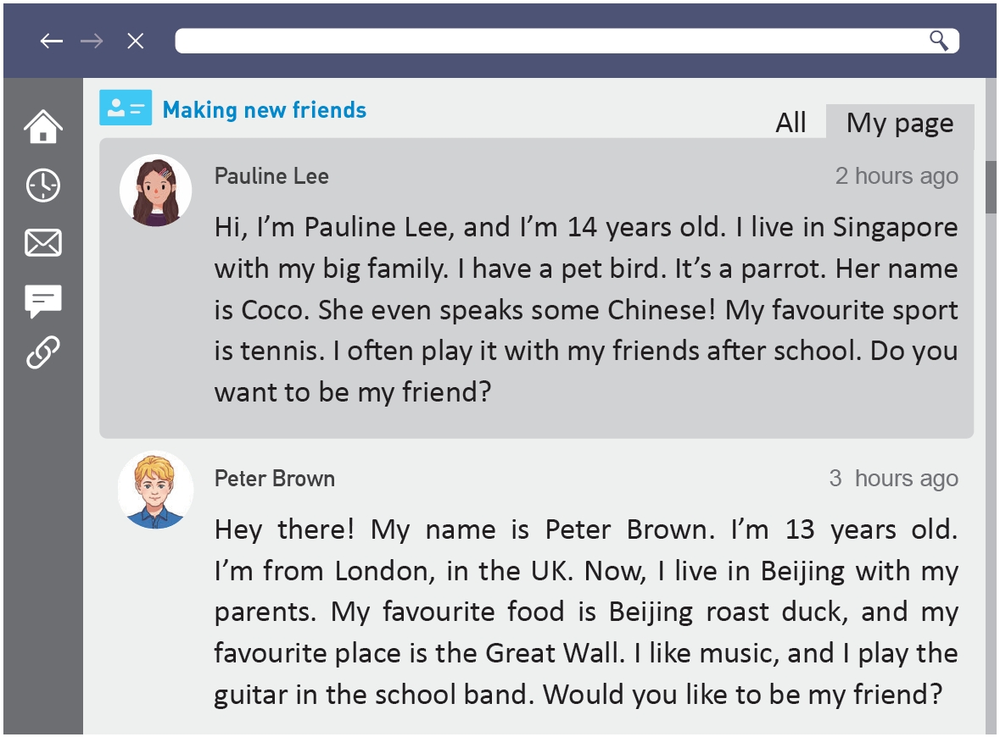 Making new friends
All My page
Pauline Lee 2 hours ago
Hi, I’m Pauline Lee, and I’m 14 years old. I live in Singapore
with my big family. I have a pet bird. It’s a parrot. Her name
is Coco. She even speaks some Chinese! My favourite sport
is tennis. I often play it with my friends after school. Do you
want to be my friend?
Peter Brown 3 hours ago
Hey there! My name is Peter Brown. I’m 13 years old.
I’m from London, in the UK. Now, I live in Beijing with my
parents. My favourite food is Beijing roast duck, and my
favourite place is the Great Wall. I like music, and I play the
guitar in the school band. Would you like to be my friend?